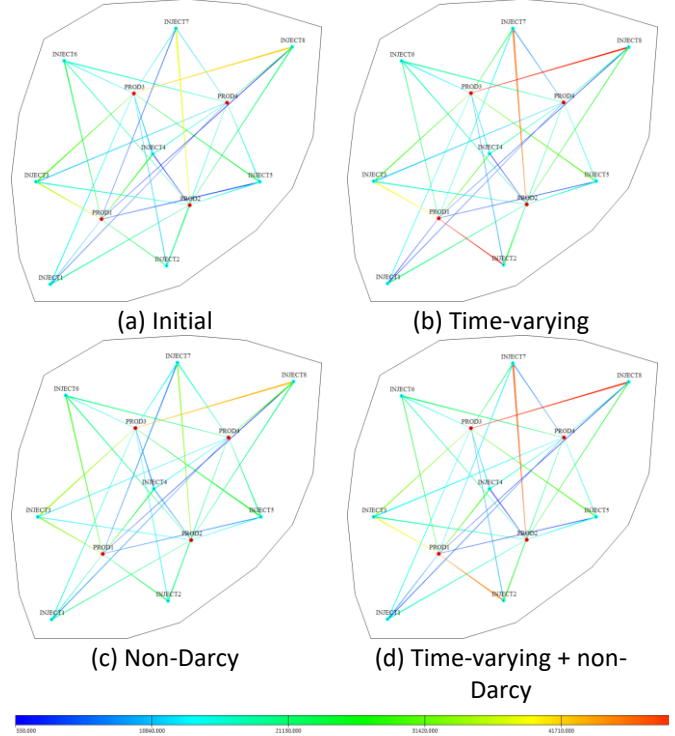 INJECT7
INJECT8
INJECT6
PROD3
PROD4
INJECT4
INJECT3
INJECT5
PROD2
PROD1
INJECT2
INJECT1
(a) Initial
INJECT7
INJECT8
INJECT6
PROD3
PROD4
INJECT4
INJECT3
INJECT5
PROD2
PROD1
INJECT2
INJECT1
(b) Time-varying
INJECT7
INJECT8
INJECT6
PROD3
PROD4
INJECT4
INJECT3
INJECT5
PROD2
PROD1
INJECT2
INJECT1
(c) Non-Darcy
INJECT7
INJECT8
INJECT6
PROD3
PROD4
INJECT4
INJECT3
INJECT5
PROD2
PROD1
INJECT2
INJECT1
(d) Time-varying + non-
Darcy
550.000 10840.000 21130.000 31420.000 41710.000